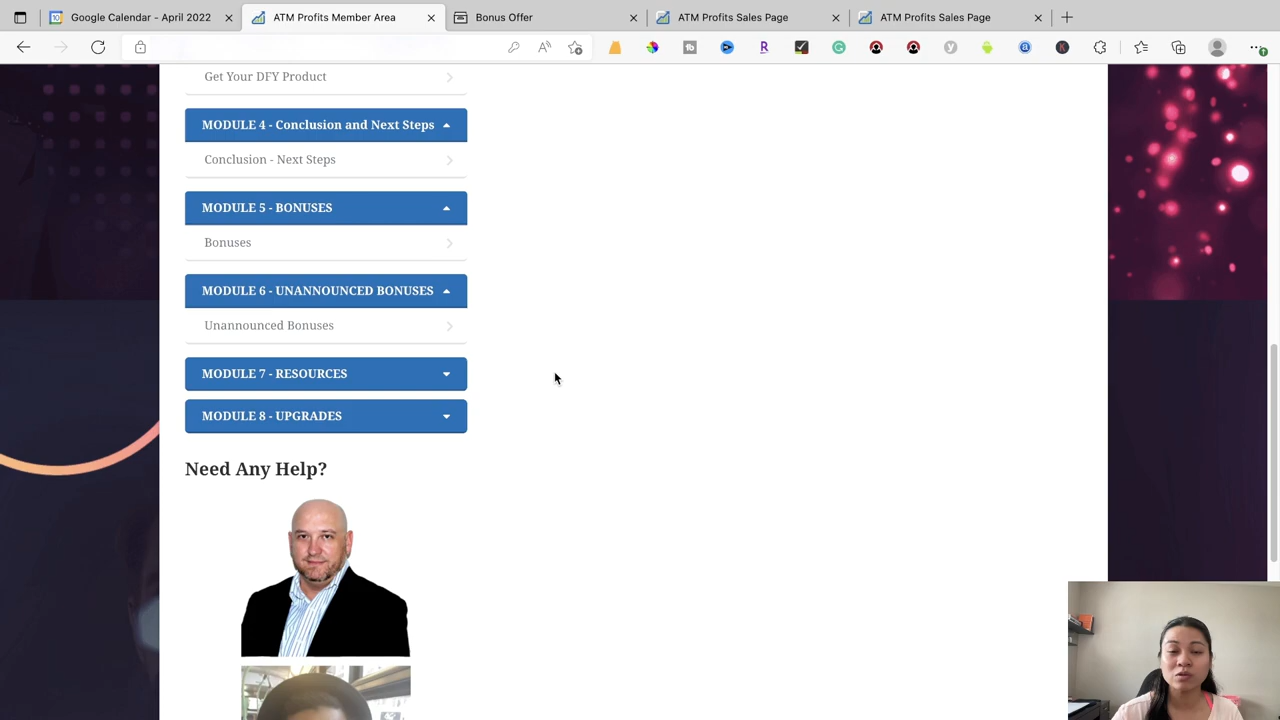 Google Calendar - April 2022
ATM Profits Member Area
Bonus Offer
ATM Profits Sales Page
ATM Profits Sales Page
Get Your DFY Product
MODULE 4 - Conclusion and Next Steps
Conclusion - Next Steps
MODULE 5 - BONUSES
Bonuses
MODULE 6 - UNANNOUNCED BONUSES
Unannounced Bonuses
MODULE 7 - RESOURCES
MODULE 8 - UPGRADES
Need Any Help?